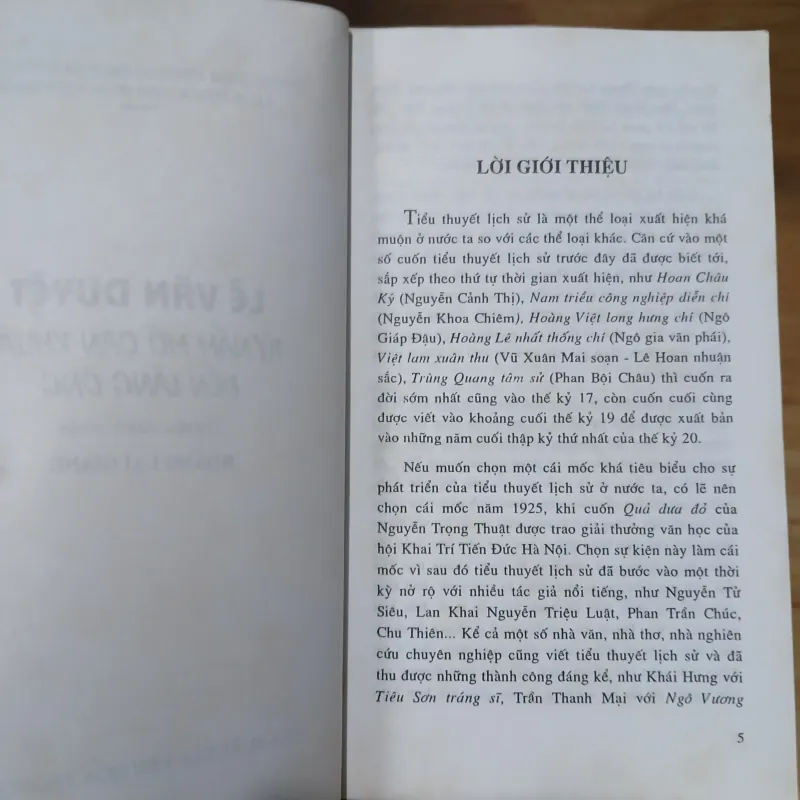 LỜI GIỚI THIỆU
Tiểu thuyết lịch sử là một thể loại xuất hiện khá
muộn ở nước ta so với các thể loại khác. Căn cứ vào một
số cuốn tiểu thuyết lịch sử trước đây đã được biết tới,
sắp xếp theo thứ tự thời gian xuất hiện, như Hoan Châu
Ký (Nguyễn Cảnh Thị), Nam triều công nghiệp diễn chí
(Nguyễn Khoa Chiêm), Hoàng Việt long hưng chí (Ngô
Giáp Đậu), Hoàng Lê nhất thống chí (Ngô gia văn phái),
Việt lam xuân thu (Vũ Xuân Mai soạn - Lê Hoan nhuận
sắc), Trùng Quang tâm sử (Phan Bội Châu) thì cuốn ra
đời sớm nhất cũng vào thế kỷ 17, còn cuốn cuối cùng
được viết vào khoảng cuối thế kỷ 19 để được xuất bản
vào những năm cuối thập kỷ thứ nhất của thế kỷ 20.
Nếu muốn chọn một cái mốc khá tiêu biểu cho sự
phát triển của tiểu thuyết lịch sử ở nước ta, có lẽ nên
chọn cái mốc năm 1925, khi cuốn Quả dưa đỏ của
Nguyễn Trọng Thuật được trao giải thưởng văn học của
hội Khai Trí Tiến Đức Hà Nội. Chọn sự kiện này làm cái
mốc vì sau đó tiểu thuyết lịch sử đã bước vào một thời
kỳ nở rộ với nhiều tác giả nổi tiếng, như Nguyễn Tử
Siêu, Lan Khai Nguyễn Triệu Luật, Phan Trần Chúc,
Chu Thiên... Kể cả một số nhà văn, nhà thơ, nhà nghiên
cứu chuyên nghiệp cũng viết tiểu thuyết lịch sử và đã
thu được những thành công đáng kể, như Khái Hưng với
Tiêu Sơn tráng sĩ, Trần Thanh Mại với Ngô Vương
5